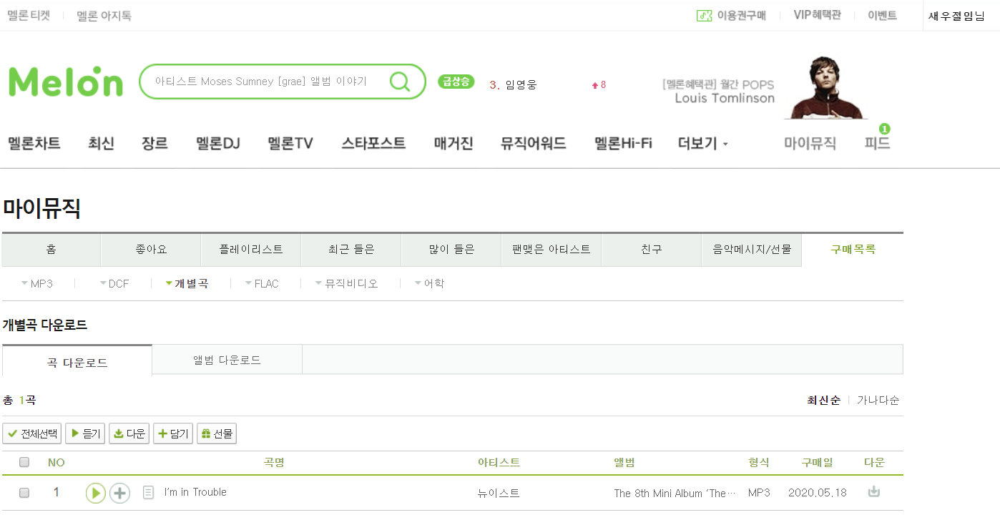 멜론티켓 멜론 아지톡 이용권구매 VIP혜택관 이벤트 새우절임님
Melon 아티스트 Moses Sumney [grae] 앨범 이야기 급상승 3. 임영웅 8
[멜론혜택관] 월간 POPS
Louis Tomlinson
멜론차트 최신 장르 멜론DJ 멜론TV 스타포스트 매거진 뮤직어워드 멜론Hi-Fi 더보기 마이뮤직 피드 1
마이뮤직
홈 좋아요 플레이리스트 최근 들은 많이 들은 팬맺은 아티스트 친구 음악메시지/선물 구매목록
MP3 DCF 개별곡 FLAC 뮤직비디오 어학
개별곡 다운로드
곡 다운로드 앨범 다운로드
총 1곡 최신순 가나다순
전체선택 듣기 다운 담기 선물
NO 곡명 아티스트 앨범 형식 구매일 다운
1 I'm in Trouble 뉴이스트 The 8th Mini Album ‘The… MP3 2020.05.18